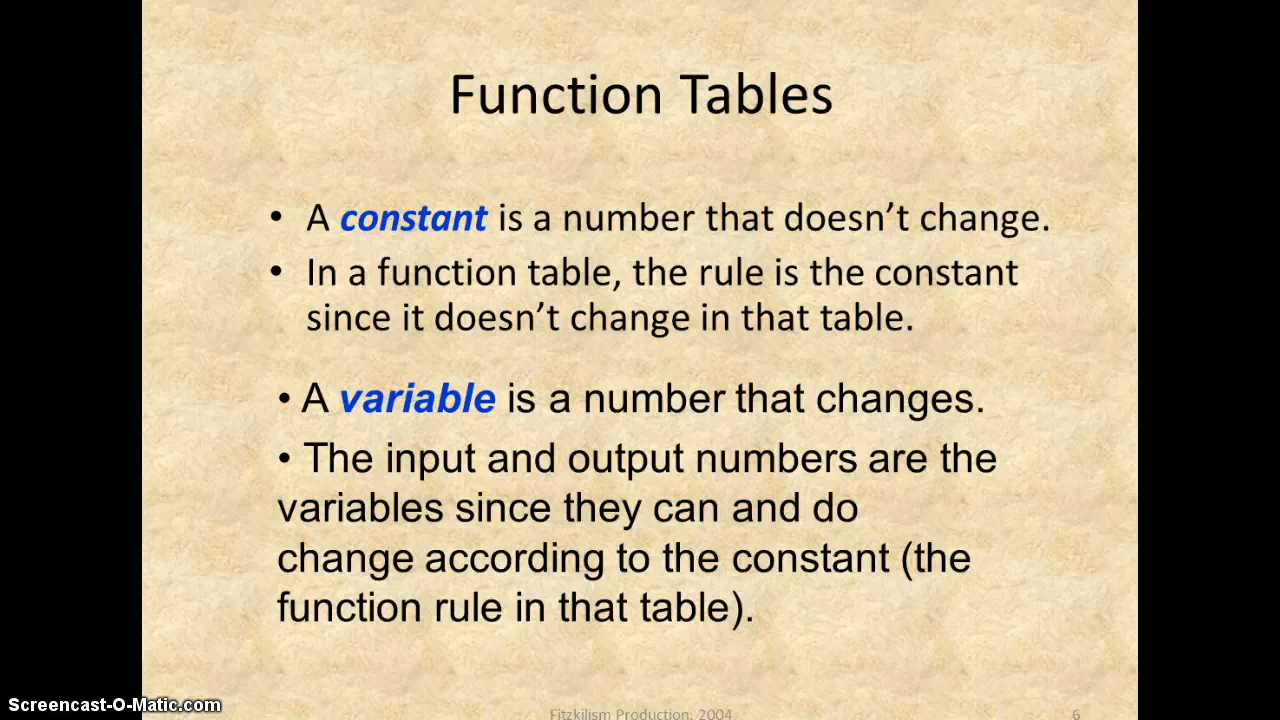 Function Tables
• A constant is a number that doesn’t change.
• In a function table, the rule is the constant
since it doesn’t change in that table.
• A variable is a number that changes.
• The input and output numbers are the
variables since they can and do
change according to the constant (the
function rule in that table).
Screencast-O-Matic.com
Fitzkilism Production, 2004
6